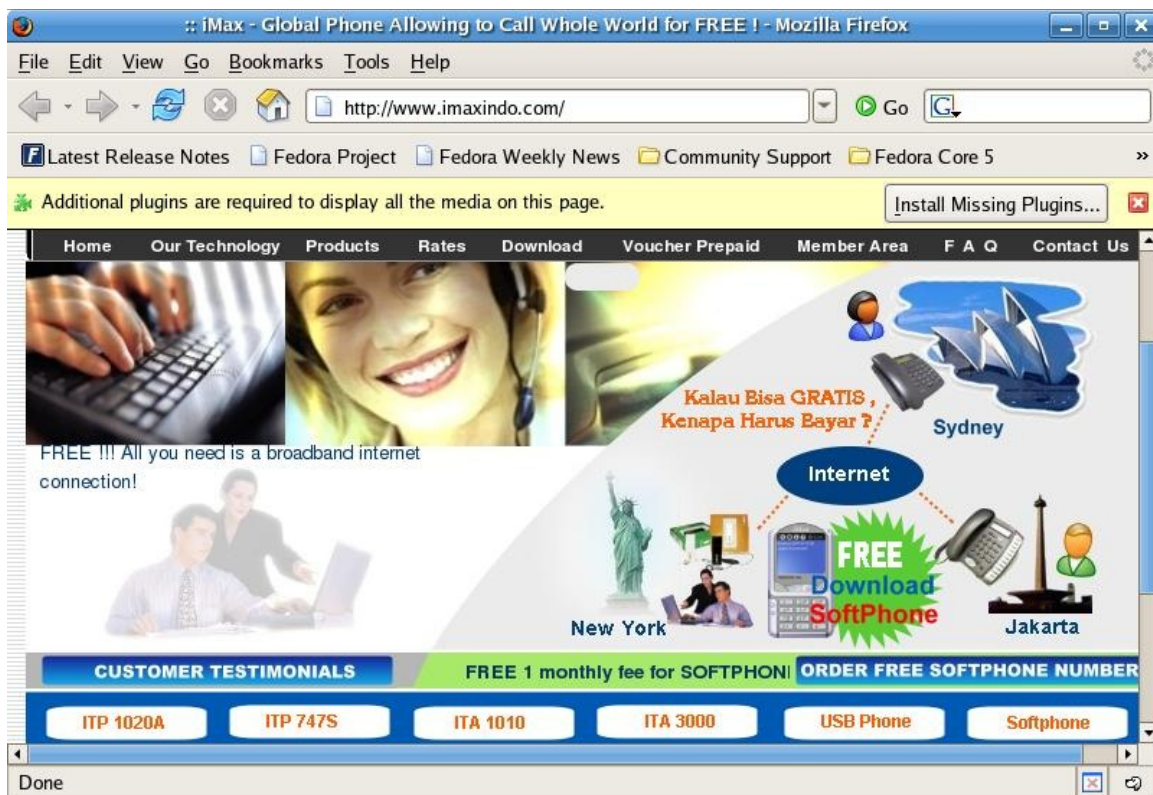 :: iMax - Global Phone Allowing to Call Whole World for FREE ! - Mozilla Firefox
File Edit View Go Bookmarks Tools Help
http://www.imaxindo.com/ Go G
Latest Release Notes Fedora Project Fedora Weekly News Community Support Fedora Core 5 »
Additional plugins are required to display all the media on this page. Install Missing Plugins...
Home Our Technology Products Rates Download Voucher Prepaid Member Area F A Q Contact Us
Kalau Bisa GRATIS ,
Kenapa Harus Bayar ?
Sydney
FREE !!! All you need is a broadband internet
connection!
Internet
FREE
Download
SoftPhone
New York
Jakarta
CUSTOMER TESTIMONIALS FREE 1 monthly fee for SOFTPHON ORDER FREE SOFTPHONE NUMBER
ITP 1020A ITP 747S ITA 1010 ITA 3000 USB Phone Softphone
Done